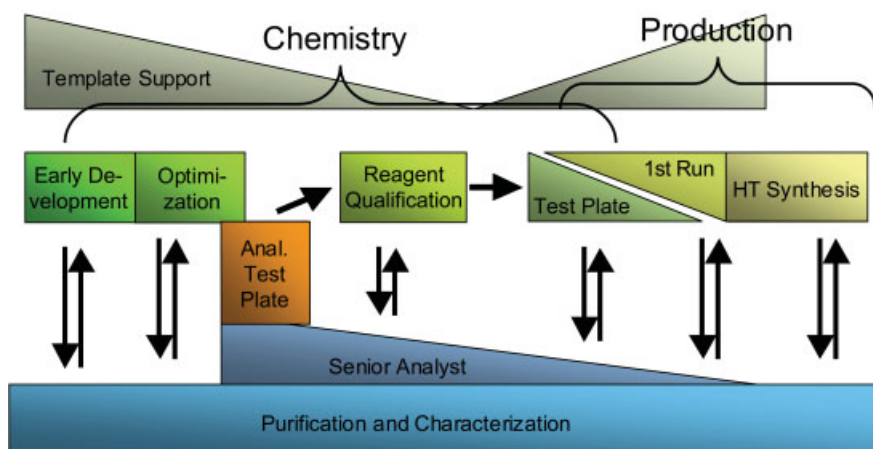 Chemistry
Production
Template Support
Early De-
velopment
Optimi-
zation
Reagent
Qualification
Test Plate
1st Run
HT Synthesis
Anal.
Test
Plate
Senior Analyst
Purification and Characterization